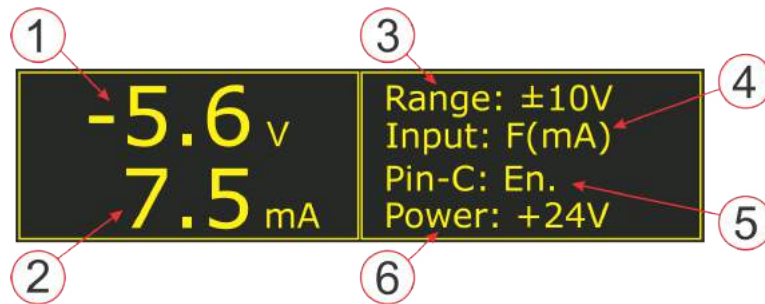 1
3
4
-5.6 V
7.5 mA
Range: ±10V
Input: F(mA)
Pin-C: En.
Power: +24V
2
6
5